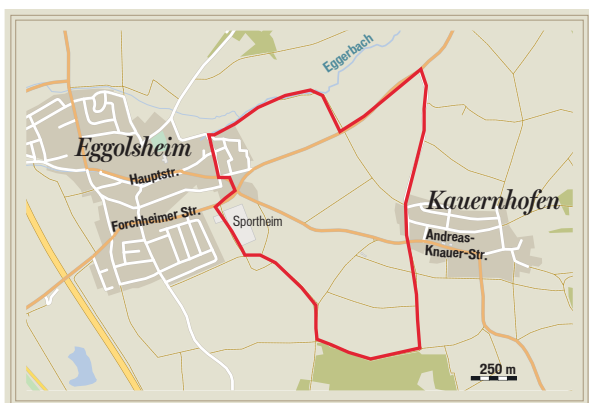 Eggerbach
Eggolsheim
Hauptstr.
Kauernhofen
Forchheimer Str.
Sportheim
Andreas-
Knauer-Str.
250 m